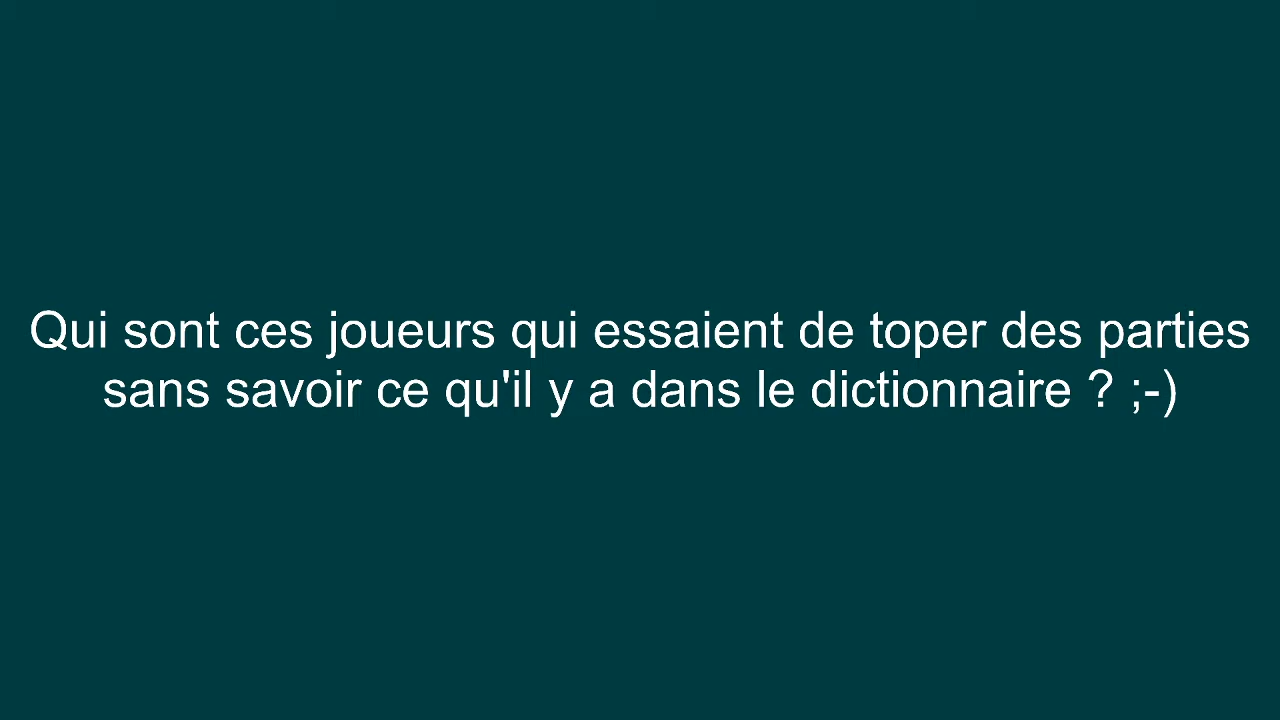 Qui sont ces joueurs qui essaient de toper des parties
sans savoir ce qu'il y a dans le dictionnaire ? ;-)